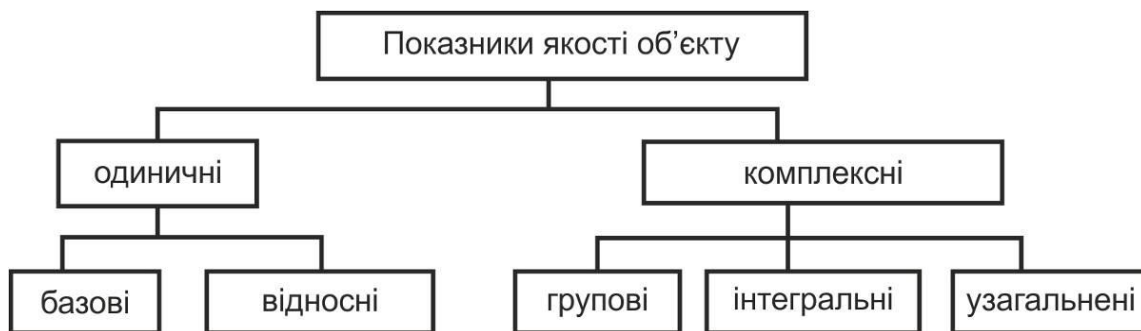 Показники якості об’єкту
одиничні
комплексні
базові
відносні
групові
інтегральні
узагальнені